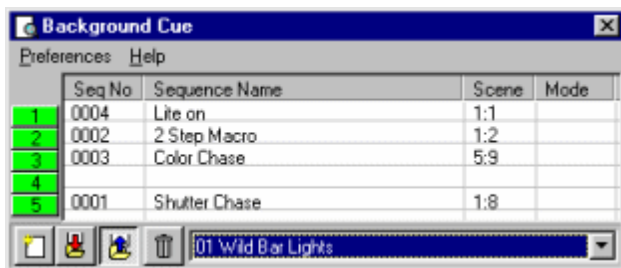 Background Cue
Preferences Help
Seq No Sequence Name Scene Mode
1 0004 Lite on 1:1
2 0002 2 Step Macro 1:2
3 0003 Color Chase 5:9
4
5 0001 Shutter Chase 1:8
01 Wild Bar Lights